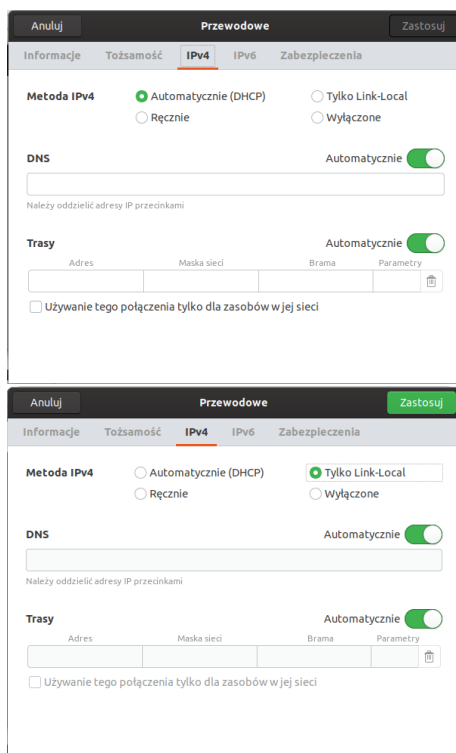 Anuluj Przewodowe Zastosuj
Informacje Tożsamość IPv4 IPv6 Zabezpieczenia
Metoda IPv4 Automatycznie (DHCP) Tylko Link-Local
Ręcznie Wyłączone
DNS Automatycznie
Należy oddzielić adresy IP przecinkami
Trasy Automatycznie
Adres Maska sieci Brama Parametry
Używanie tego połączenia tylko dla zasobów w jej sieci
Anuluj Przewodowe Zastosuj
Informacje Tożsamość IPv4 IPv6 Zabezpieczenia
Metoda IPv4 Automatycznie (DHCP) Tylko Link-Local
Ręcznie Wyłączone
DNS Automatycznie
Należy oddzielić adresy IP przecinkami
Trasy Automatycznie
Adres Maska sieci Brama Parametry
Używanie tego połączenia tylko dla zasobów w jej sieci